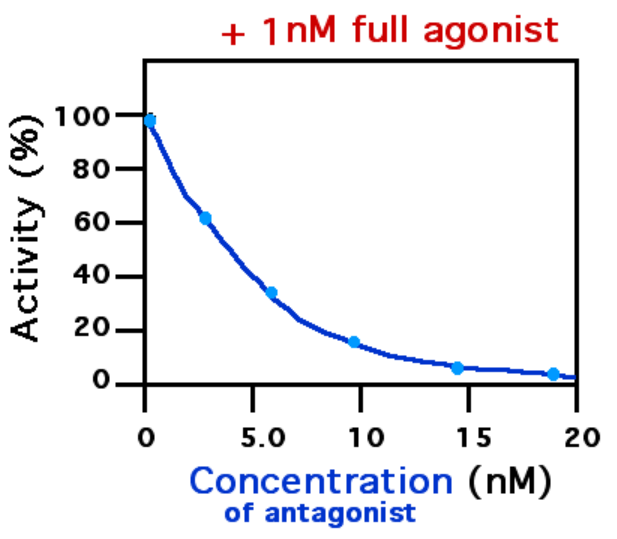 + 1nM full agonist
Activity (%)
100
80
60
40
20
0
0 5.0 10 15 20
Concentration (nM)
of antagonist